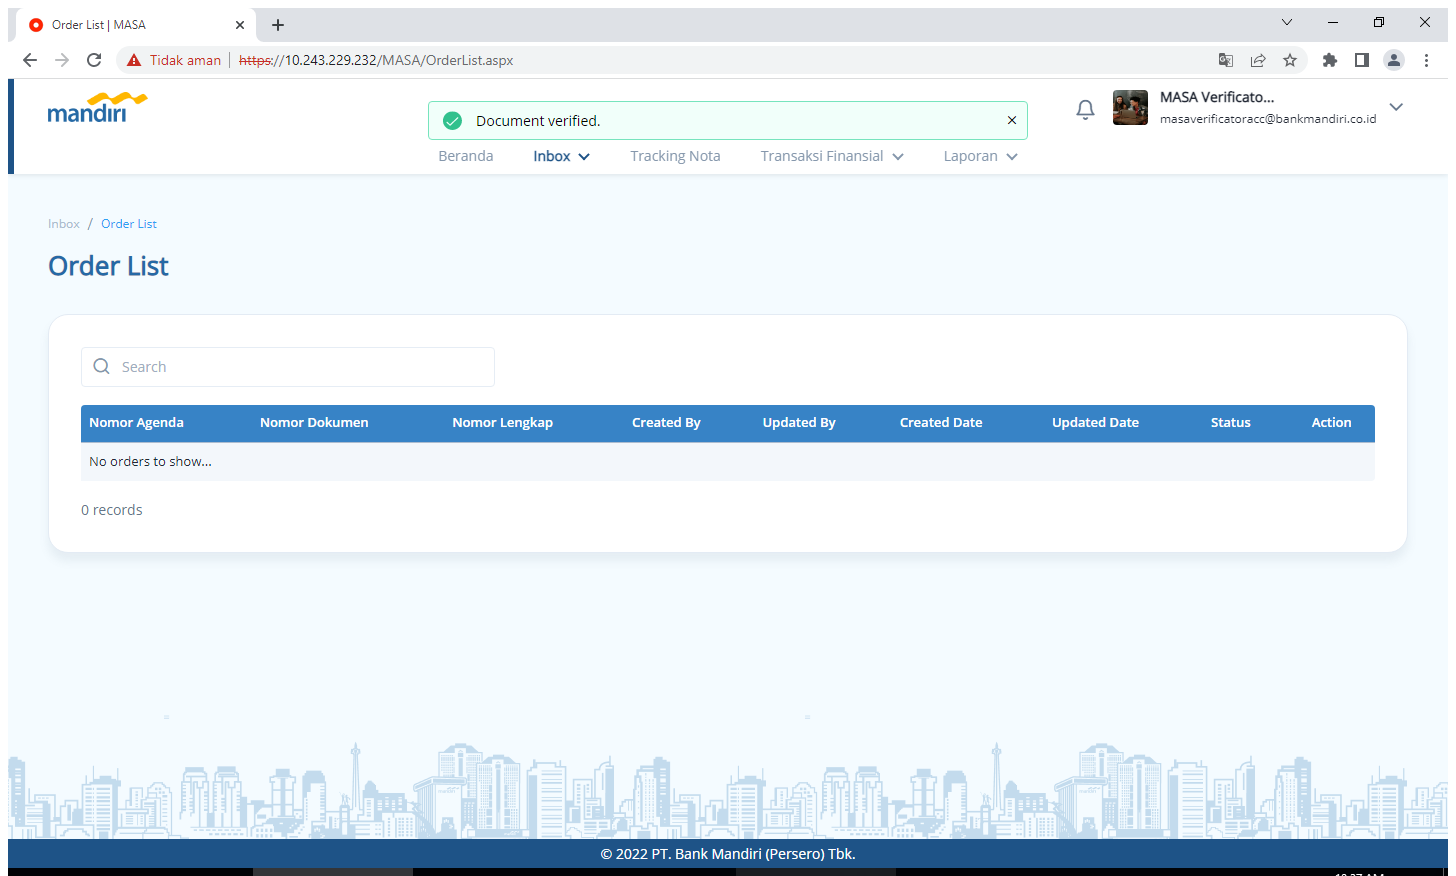 Order List | MASA
Tidak aman
https://10.243.229.232/MASA/OrderList.aspx
mandiri
Document verified.
MASA Verificato...
masaverificatoracc@bankmandiri.co.id
Beranda
Inbox
Tracking Nota
Transaksi Finansial
Laporan
Inbox / Order List
Order List
Search
Nomor Agenda Nomor Dokumen Nomor Lengkap Created By Updated By Created Date Updated Date Status Action
No orders to show...
0 records
© 2022 PT. Bank Mandiri (Persero) Tbk.